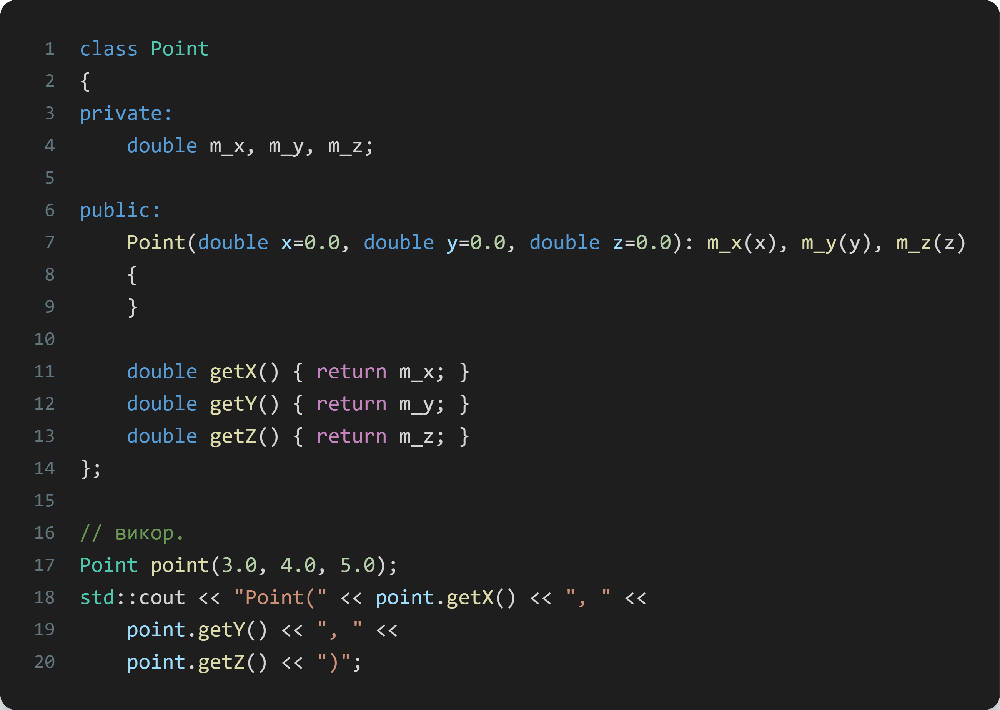 1 class Point
2 {
3 private:
4     double m_x, m_y, m_z;
5
6 public:
7     Point(double x=0.0, double y=0.0, double z=0.0): m_x(x), m_y(y), m_z(z)
8     {
9     }
10
11     double getX() { return m_x; }
12     double getY() { return m_y; }
13     double getZ() { return m_z; }
14 };
15
16 // викор.
17 Point point(3.0, 4.0, 5.0);
18 std::cout << "Point(" << point.getX() << ", " <<
19     point.getY() << ", " <<
20     point.getZ() << ")";